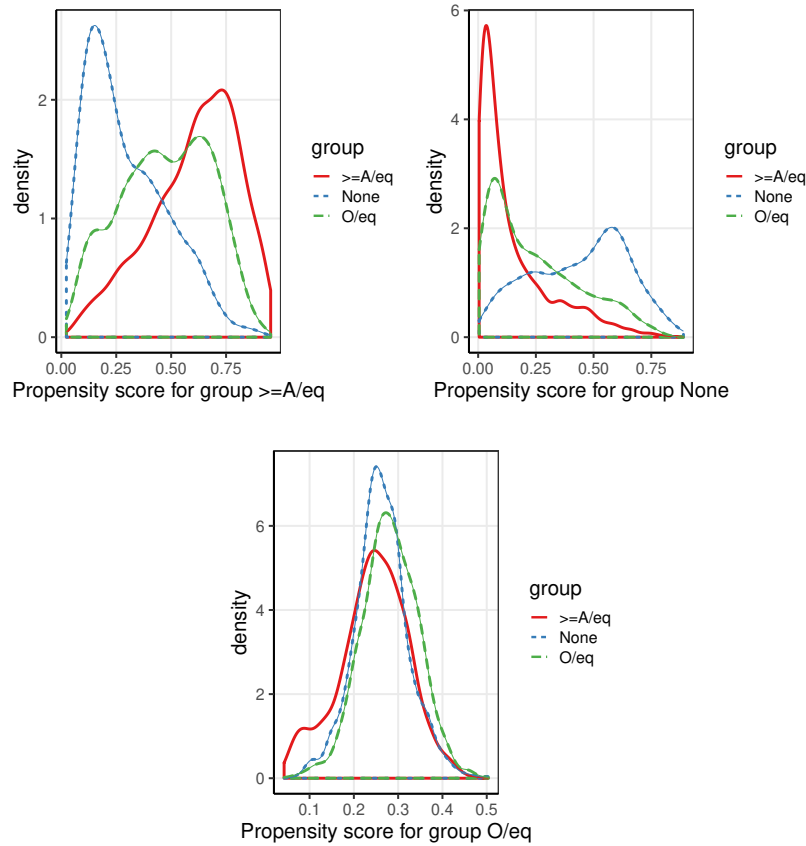 density
2
1
0
0.00 0.25 0.50 0.75
Propensity score for group >=A/eq
group
>=A/eq
None
O/eq
density
6
4
2
0
0.00 0.25 0.50 0.75
Propensity score for group None
group
>=A/eq
None
O/eq
density
6
4
2
0
0.1 0.2 0.3 0.4 0.5
Propensity score for group O/eq
group
>=A/eq
None
O/eq